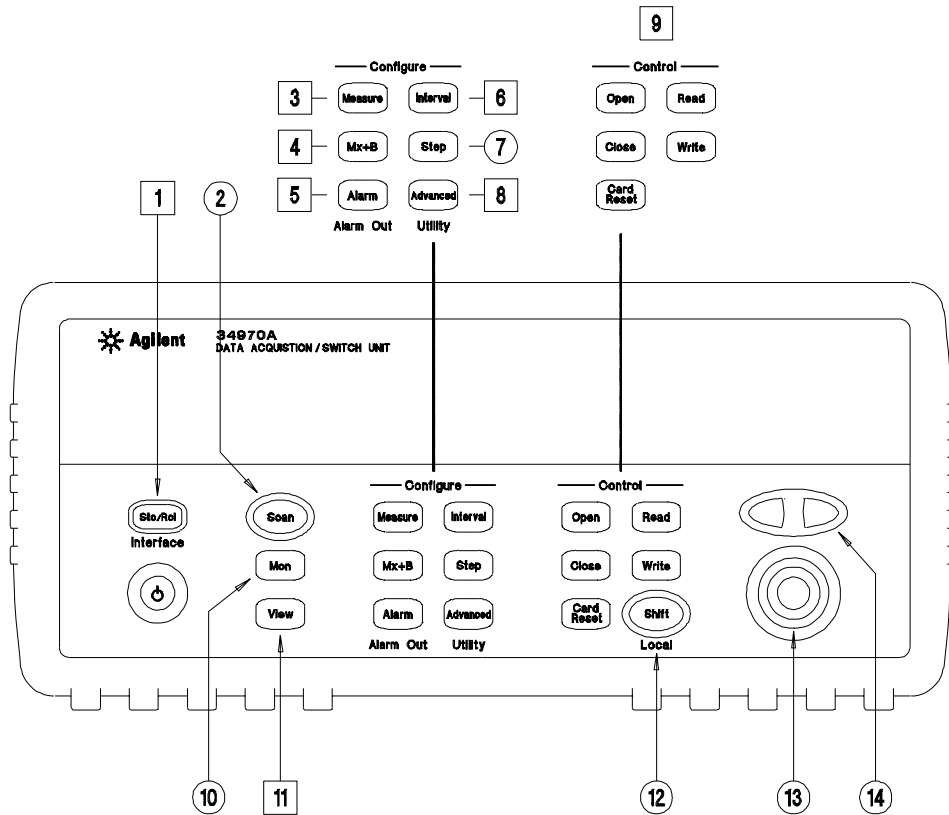 9
Configure
Control
3 Measure Interval 6
Open Read
4 Mx+B Step 7
Close Write
5 Alarm Advanced 8
Card Reset
Alarm Out Utility
1 2
Agilent
34970A
DATA ACQUISTION / SWITCH UNIT
Configure
Control
Sto/Rcl
Interface
Scan
Mon
View
Measure Interval
Mx+B Step
Alarm Advanced
Alarm Out Utility
Open Read
Close Write
Card Reset
Shift
Local
10 11 12 13 14